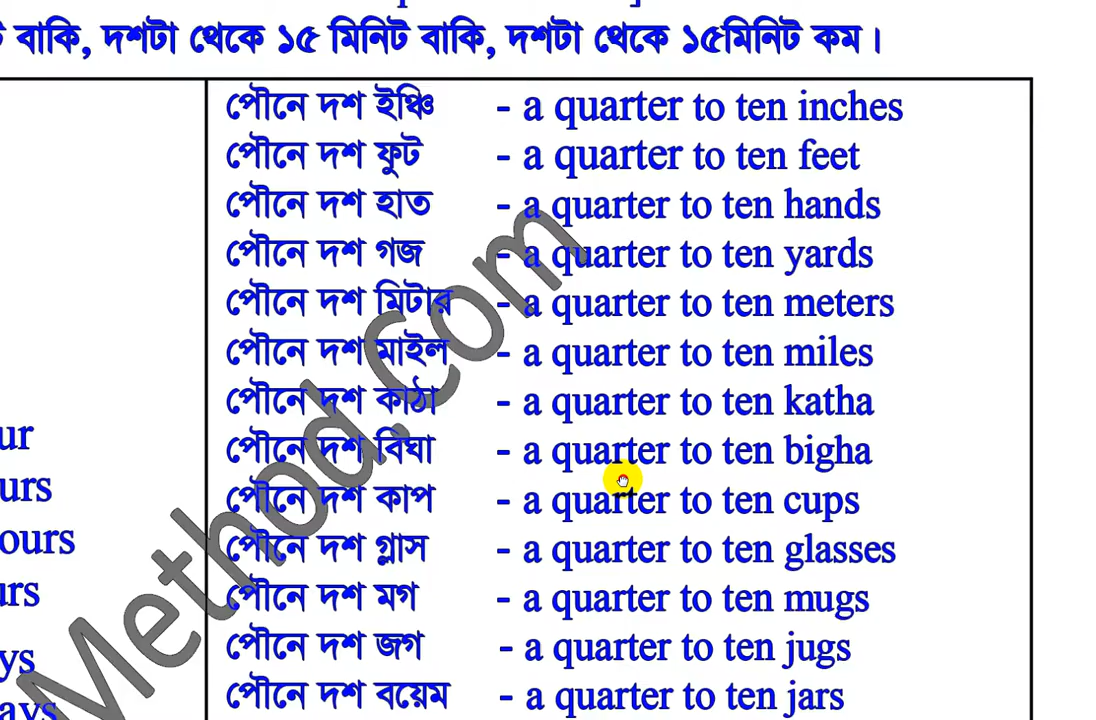 বাকি, দশটা থেকে ১৫ মিনিট বাকি, দশটা থেকে ১৫মিনিট কম।
পৌনে দশ ইঞ্চি - a quarter to ten inches
পৌনে দশ ফুট - a quarter to ten feet
পৌনে দশ হাত - a quarter to ten hands
পৌনে দশ গজ - a quarter to ten yards
পৌনে দশ মিটার - a quarter to ten meters
পৌনে দশ মাইল - a quarter to ten miles
পৌনে দশ কাঠা - a quarter to ten katha
ur
পৌনে দশ বিঘা - a quarter to ten bigha
urs
পৌনে দশ কাপ - a quarter to ten cups
ours
পৌনে দশ গ্লাস - a quarter to ten glasses
urs
পৌনে দশ মগ - a quarter to ten mugs
ys
পৌনে দশ জগ - a quarter to ten jugs
ays
পৌনে দশ বয়েম - a quarter to ten jars
Method.Com